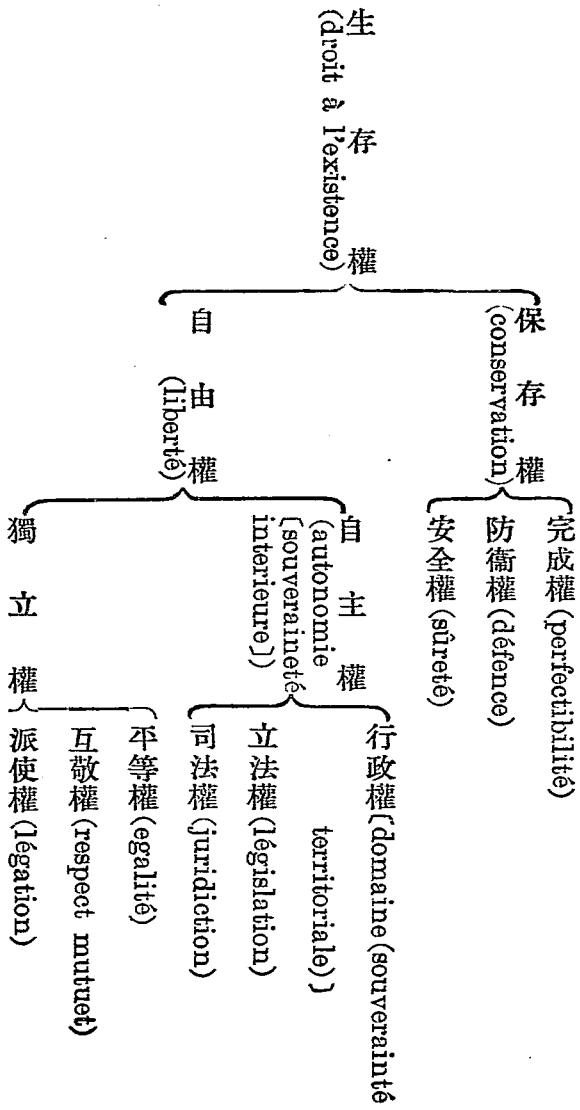 生存權
(droit à l'existence)
保存權
(conservation)
完成權(perfectibilité)
防衞權(défence)
安全權(sûreté)
自由權
(liberté)
自主權
(autonomie
[souveraineté
interieure])
行政權[domaine(souverainté
territoriale)]
立法權(législation)
司法權(juridiction)
獨立權
平等權(egalité)
互敬權(respect mutuet)
派使權(légation)